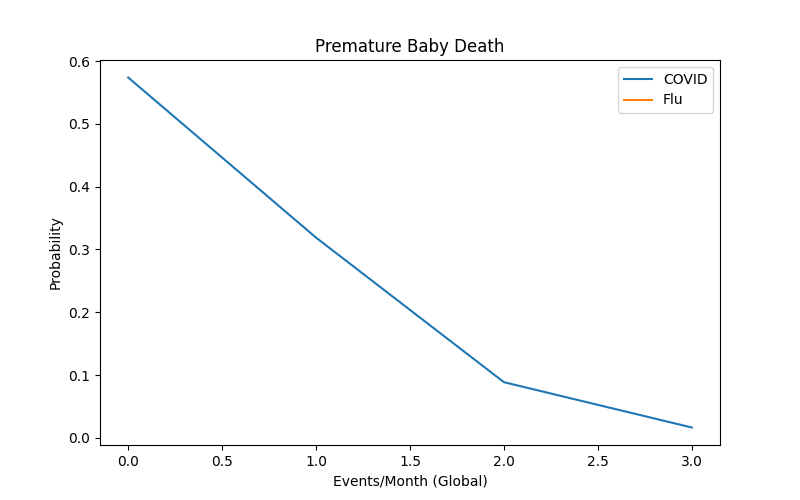 Premature Baby Death
COVID
Flu
Probability
0.6
0.5
0.4
0.3
0.2
0.1
0.0
0.0 0.5 1.0 1.5 2.0 2.5 3.0
Events/Month (Global)